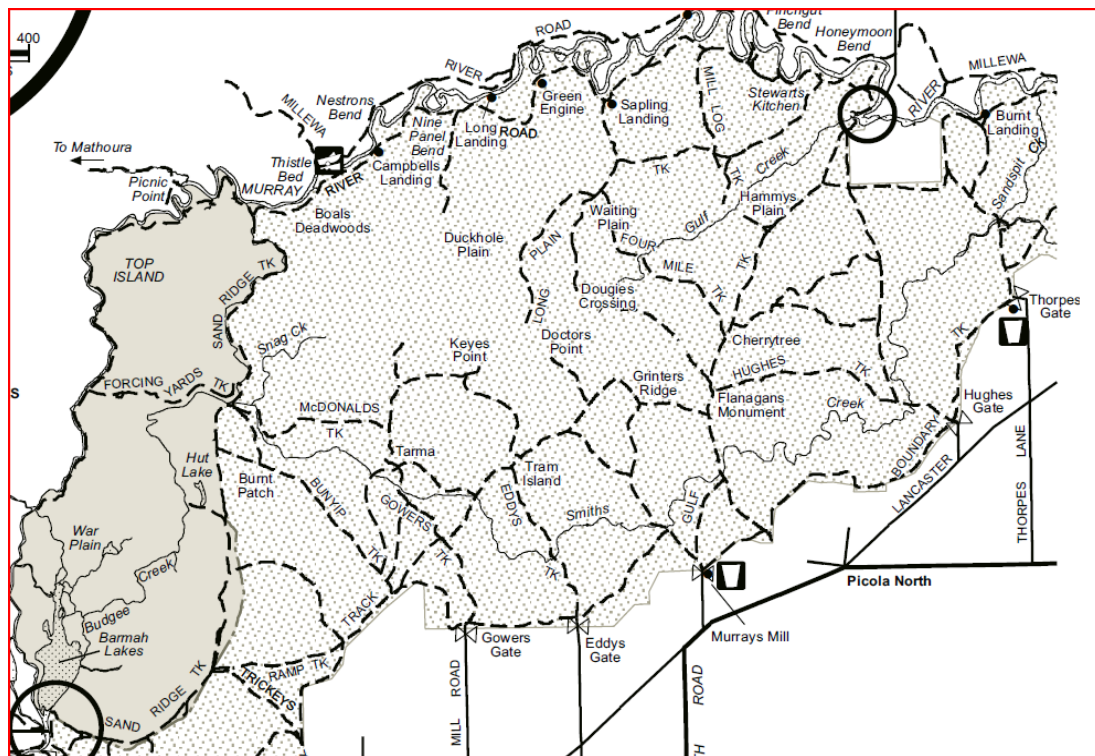 400
Pinchgut
Bend
Honeymoon
Bend
ROAD
RIVER
MILLEWA
MILLEWA
RIVER
Nestrons
Bend
Green
Engine
Sapling
Landing
MILL LOG
TK
Stewarts
Kitchen
Burnt
Landing
Nine
Panel
Bend
Long
Landing
ROAD
To Mathoura
Thistle
Bed
Campbells
Landing
MURRAY
RIVER
Picnic
Point
Creek
Gulf
Sandspit CK
TK
Hammys
Plain
Boals
Deadwoods
Waiting
Plain
Duckhole
Plain
LONG PLAIN
FOUR
MILE
TK
TK
TOP
ISLAND
SAND RIDGE TK
Dougies
Crossing
Thorpes
Gate
Snag Ck
Keyes
Point
Doctors
Point
Cherrytree
TK
HUGHES
TK
FORCING YARDS TK
Grinters
Ridge
Flanagans
Monument
Creek
Hughes
Gate
S
McDONALDS
TK
Tarma
Tram
Island
Hut
Lake
Burnt
Patch
BUNYIP
TK
GOWERS
TK
EDDYS
TK
Smiths
GULF
BOUNDARY
LANCASTER
THORPES LANE
War
Plain
Creek
Budgee
Barmah
Lakes
TRACK
Picola North
Gowers
Gate
Eddys
Gate
Murrays Mill
RAMP TK
TRICKEYS
SAND RIDGE TK
MILL ROAD
ROAD
TH